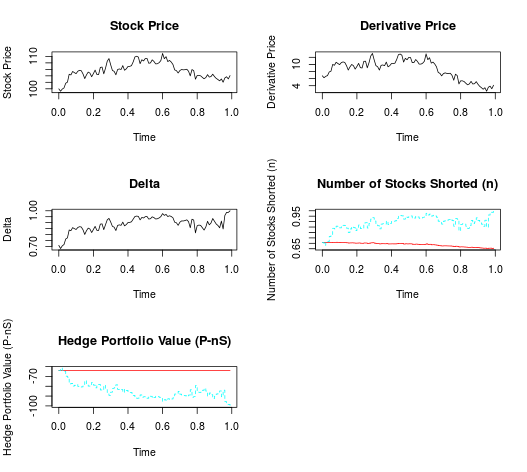 Stock Price
Stock Price
100 110
0.0 0.2 0.4 0.6 0.8 1.0
Time
Derivative Price
Derivative Price
4 10
0.0 0.2 0.4 0.6 0.8 1.0
Time
Delta
Delta
0.70 1.00
0.0 0.2 0.4 0.6 0.8 1.0
Time
Number of Stocks Shorted (n)
Number of Stocks Shorted (n)
0.65 0.95
0.0 0.2 0.4 0.6 0.8 1.0
Time
Hedge Portfolio Value (P-nS)
Hedge Portfolio Value (P-nS)
-100 -70
0.0 0.2 0.4 0.6 0.8 1.0
Time